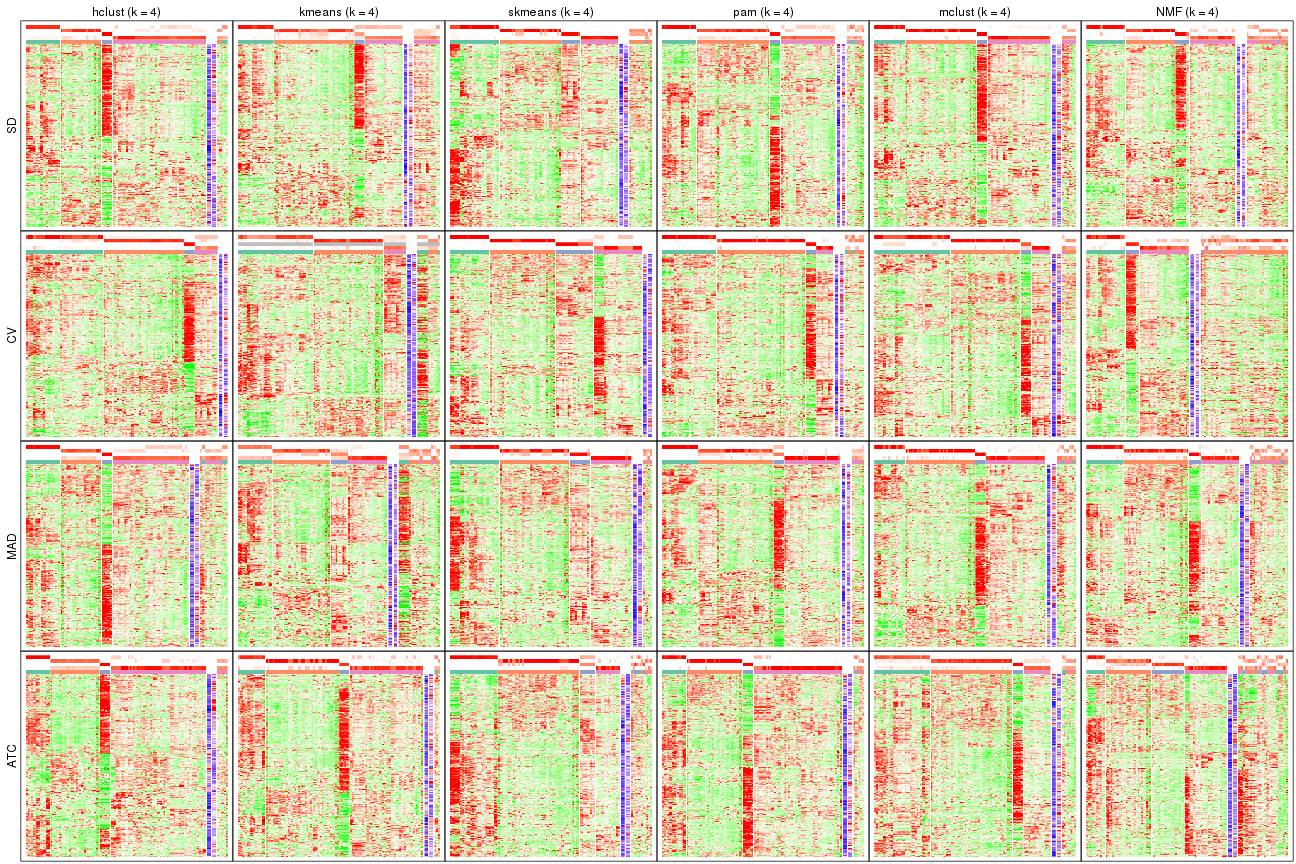 hclust (k = 4) kmeans (k = 4) skmeans (k = 4) pam (k = 4) mclust (k = 4) NMF (k = 4)
SD
CV
MAD
ATC